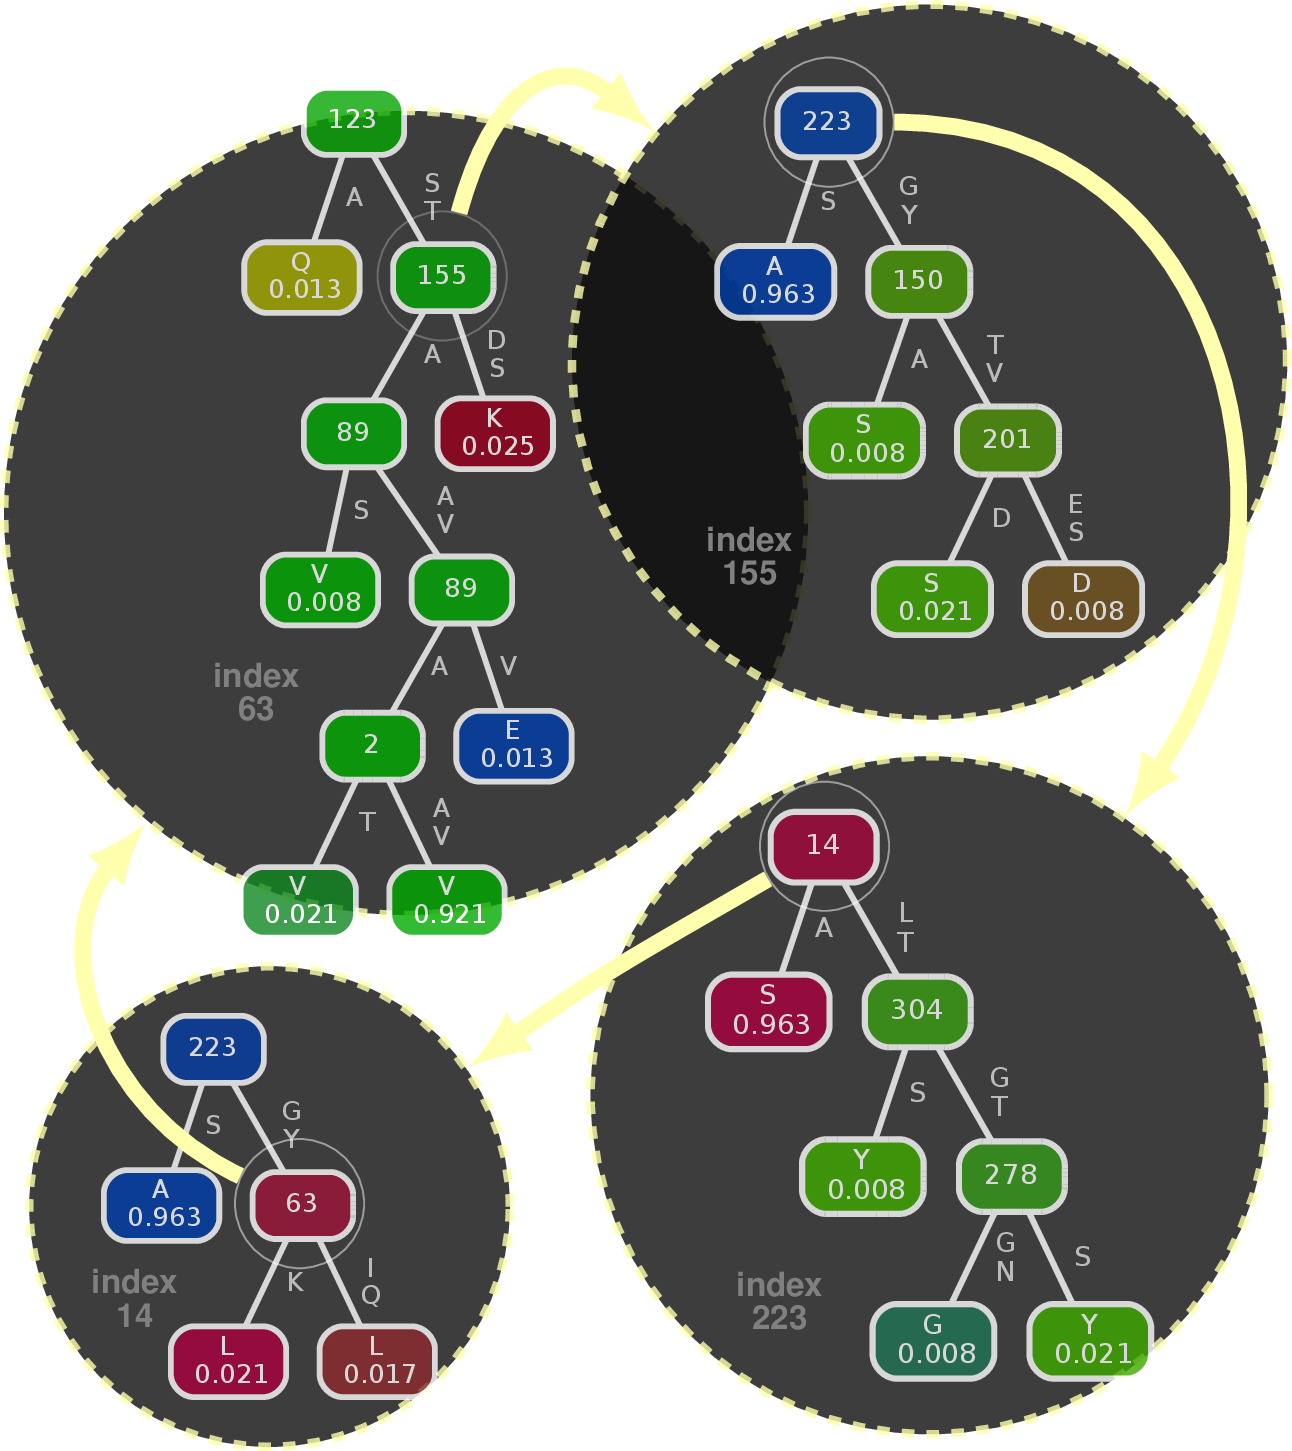 123
A
S
T
Q
0.013
155
A
D
S
89
K
0.025
S
A
V
V
0.008
89
A
V
index
63
2
E
0.013
T
A
V
V
0.021
V
0.921
223
S
G
Y
A
0.963
150
A
T
V
S
0.008
201
D
E
S
index
155
S
0.021
D
0.008
14
A
L
T
S
0.963
304
S
G
T
Y
0.008
278
G
N
S
index
223
G
0.008
Y
0.021
223
S
G
Y
A
0.963
63
K
I
Q
index
14
L
0.021
L
0.017